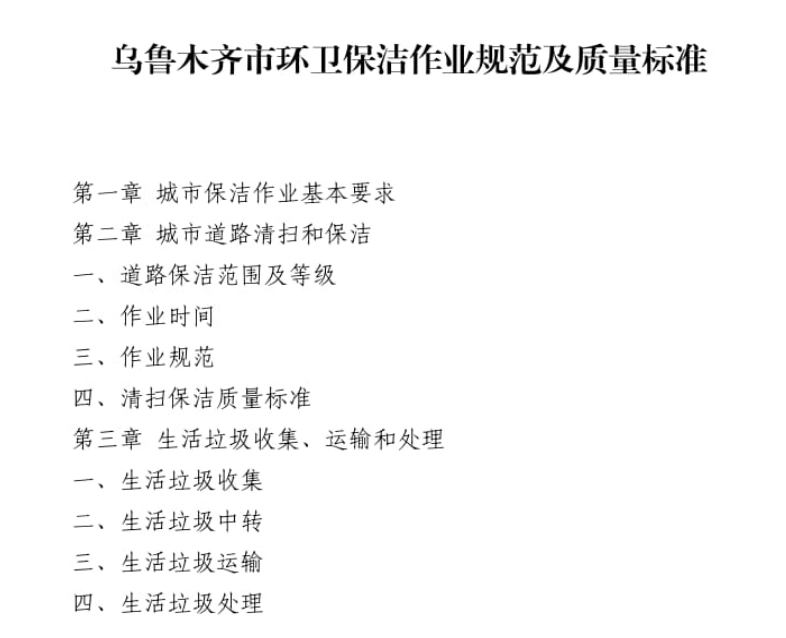 乌鲁木齐市环卫保洁作业规范及质量标准
第一章 城市保洁作业基本要求
第二章 城市道路清扫和保洁
一、道路保洁范围及等级
二、作业时间
三、作业规范
四、清扫保洁质量标准
第三章 生活垃圾收集、运输和处理
一、生活垃圾收集
二、生活垃圾中转
三、生活垃圾运输
四、生活垃圾处理